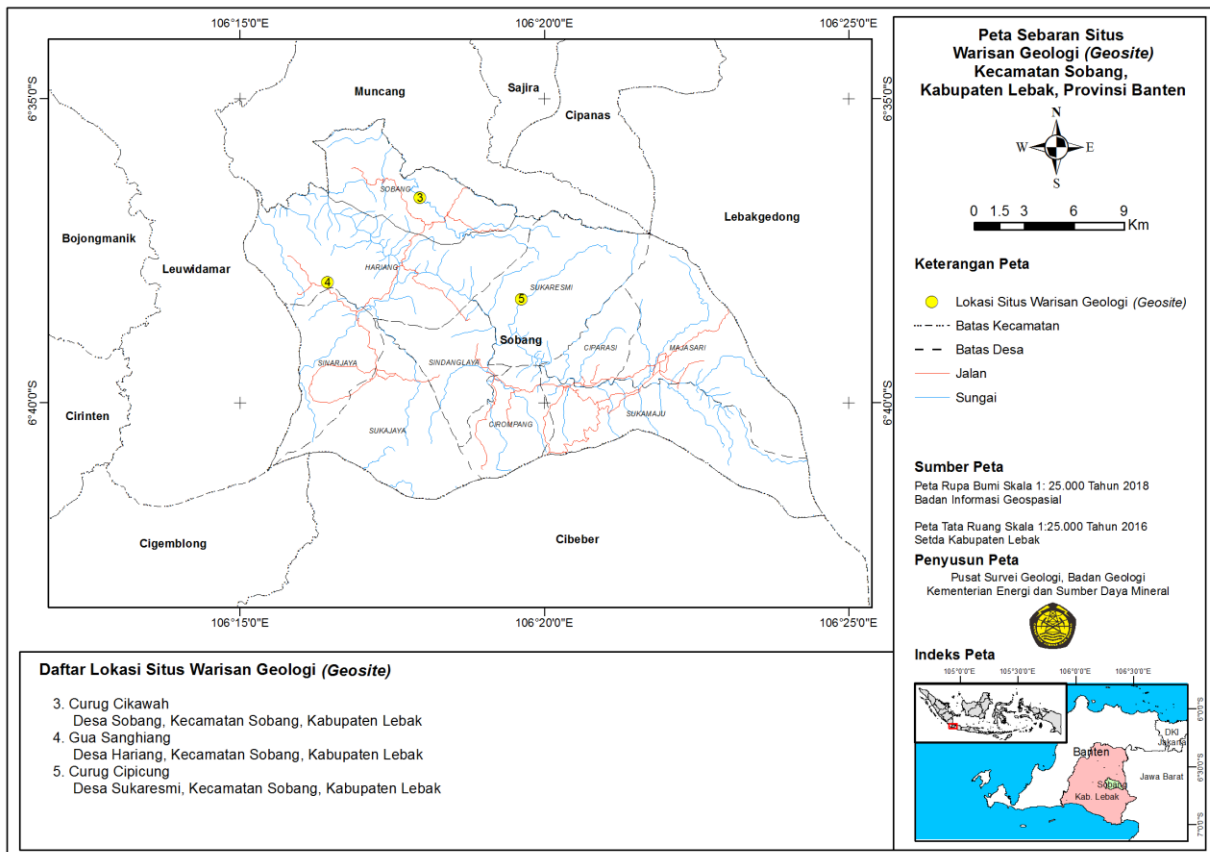 106°15'0"E
106°20'0"E
106°25'0"E
6°35'0"S
6°35'0"S
6°40'0"S
6°40'0"S
Muncang
Sajira
Cipanas
Lebakgedong
Bojongmanik
Leuwidamar
Cirinten
Cigemblong
Cibeber
SOBANG
3
HARIANG
4
SUKARESMI
5
Sobang
SINARJAYA
SINDANGLAYA
CIPARASI
MAJASARI
SUKAJAYA
CIROMPANG
SUKAMAJU
106°15'0"E
106°20'0"E
106°25'0"E
Peta Sebaran Situs
Warisan Geologi (Geosite)
Kecamatan Sobang,
Kabupaten Lebak, Provinsi Banten
N
W
E
S
0 1.5 3 6 9
Km
Keterangan Peta
Lokasi Situs Warisan Geologi (Geosite)
Batas Kecamatan
Batas Desa
Jalan
Sungai
Sumber Peta
Peta Rupa Bumi Skala 1: 25.000 Tahun 2018
Badan Informasi Geospasial
Peta Tata Ruang Skala 1:25.000 Tahun 2016
Setda Kabupaten Lebak
Penyusun Peta
Pusat Survei Geologi, Badan Geologi
Kementerian Energi dan Sumber Daya Mineral
Indeks Peta
105°0'0"E
105°30'0"E
106°0'0"E
106°30'0"E
6°0'0"S
6°30'0"S
7°0'0"S
DKI
Jakarta
Banten
Jawa Barat
Sobang
Kab. Lebak
Daftar Lokasi Situs Warisan Geologi (Geosite)
3. Curug Cikawah
Desa Sobang, Kecamatan Sobang, Kabupaten Lebak
4. Gua Sanghiang
Desa Hariang, Kecamatan Sobang, Kabupaten Lebak
5. Curug Cipicung
Desa Sukaresmi, Kecamatan Sobang, Kabupaten Lebak